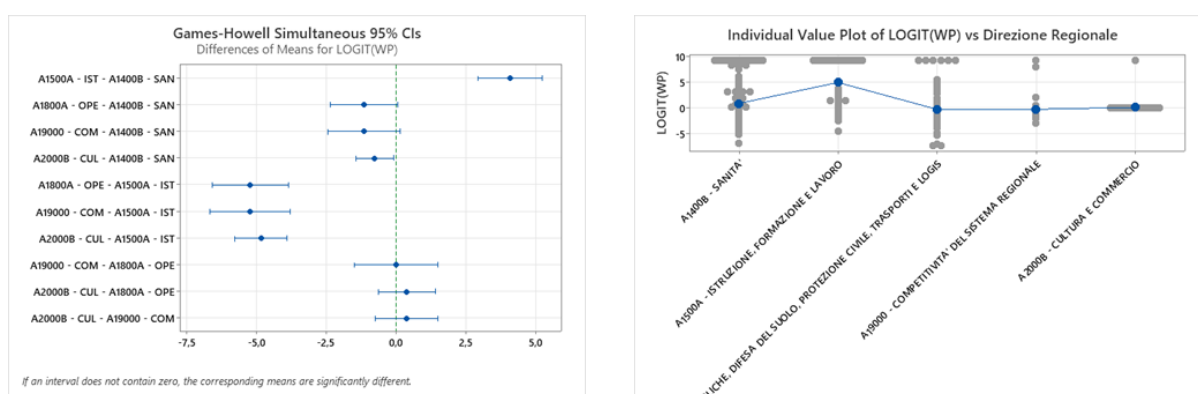 Games-Howell Simultaneous 95% CIs
Differences of Means for LOGIT(WP)
A1500A - IST - A1400B - SAN
A1800A - OPE - A1400B - SAN
A19000 - COM - A1400B - SAN
A2000B - CUL - A1400B - SAN
A1800A - OPE - A1500A - IST
A19000 - COM - A1500A - IST
A2000B - CUL - A1500A - IST
A19000 - COM - A1800A - OPE
A2000B - CUL - A1800A - OPE
A2000B - CUL - A19000 - COM
-7,5 -5,0 -2,5 0,0 2,5 5,0
If an interval does not contain zero, the corresponding means are significantly different.
Individual Value Plot of LOGIT(WP) vs Direzione Regionale
LOGIT(WP)
10
5
0
-5
A1400B - SANITA'
A1500A - ISTRUZIONE, FORMAZIONE E LAVORO
DIFESA DEL SUOLO, PROTEZIONE CIVILE, TRASPORTI E LOGIS
A19000 - COMPETITIVITA' DEL SISTEMA REGIONALE
A2000B - CULTURA E COMMERCIO